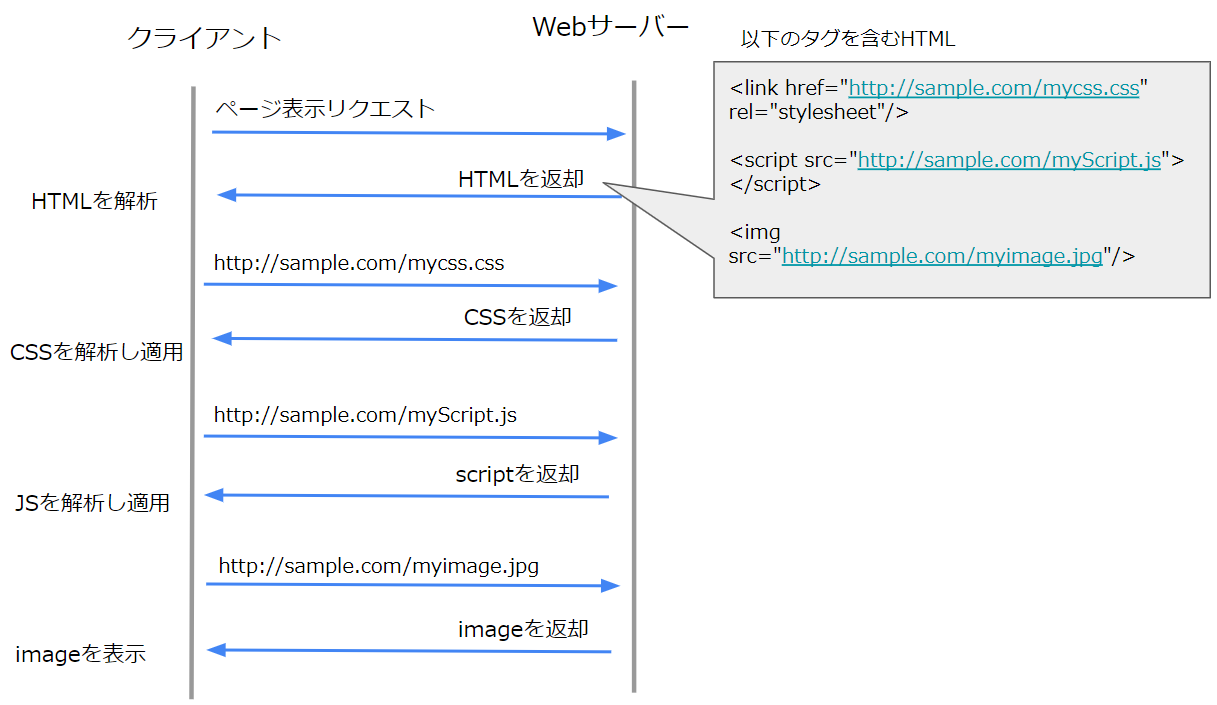 クライアント
Webサーバー
以下のタグを含むHTML
<link href="http://sample.com/mycss.css"
rel="stylesheet"/>
<script src="http://sample.com/myScript.js">
</script>
<img
src="http://sample.com/myimage.jpg"/>
ページ表示リクエスト
HTMLを返却
HTMLを解析
http://sample.com/mycss.css
CSSを返却
CSSを解析し適用
http://sample.com/myScript.js
scriptを返却
JSを解析し適用
http://sample.com/myimage.jpg
imageを返却
imageを表示